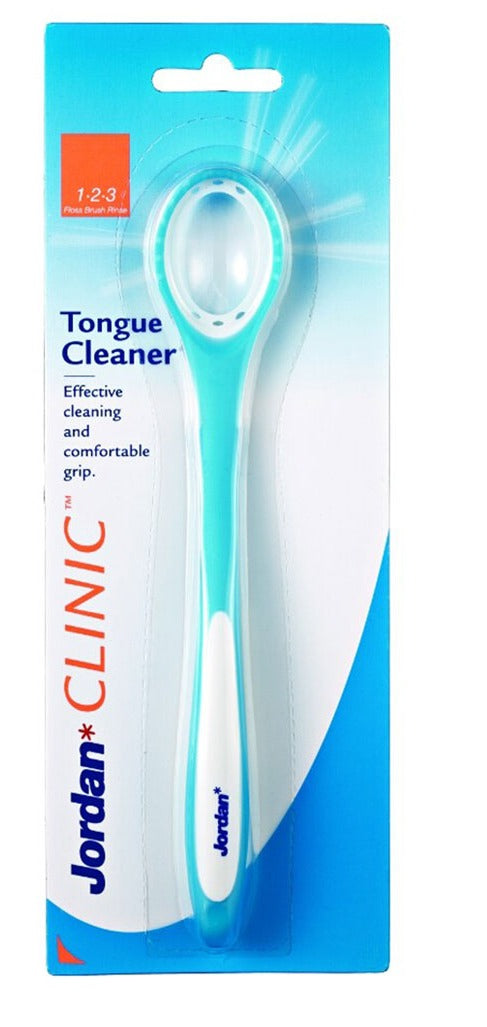 1·2·3
Floss Brush Rinse
Tongue
Cleaner
Effective
cleaning
and
comfortable
grip.
Jordan* CLINIC™
Jordan*